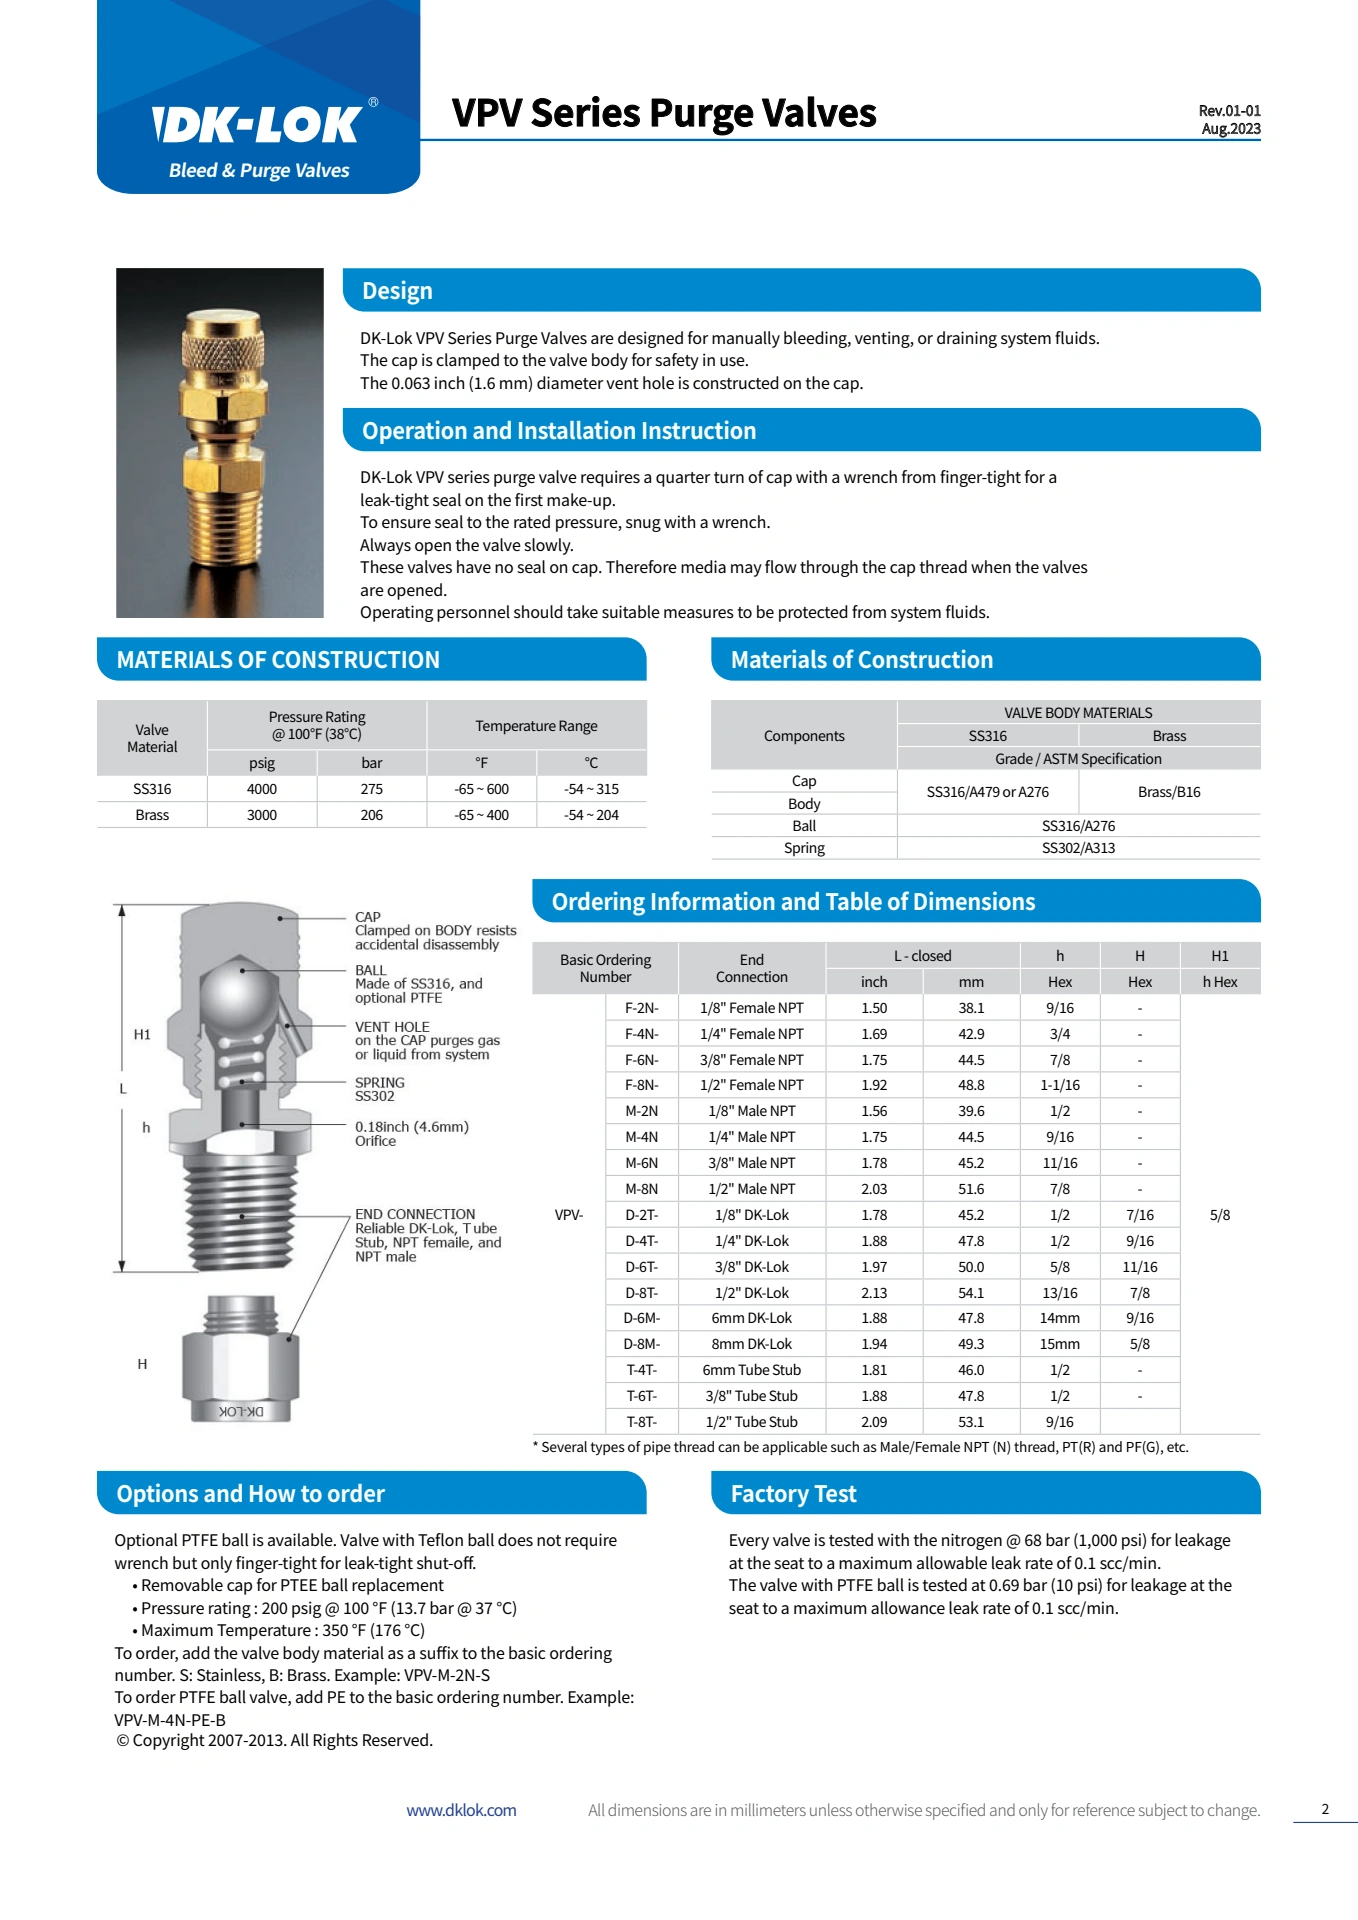 DK-LOK®
Bleed & Purge Valves
VPV Series Purge Valves
Rev.01-01
Aug.2023
Design
DK-Lok VPV Series Purge Valves are designed for manually bleeding, venting, or draining system fluids.
The cap is clamped to the valve body for safety in use.
The 0.063 inch (1.6 mm) diameter vent hole is constructed on the cap.
Operation and Installation Instruction
DK-Lok VPV series purge valve requires a quarter turn of cap with a wrench from finger-tight for a
leak-tight seal on the first make-up.
To ensure seal to the rated pressure, snug with a wrench.
Always open the valve slowly.
These valves have no seal on cap. Therefore media may flow through the cap thread when the valves
are opened.
Operating personnel should take suitable measures to be protected from system fluids.
MATERIALS OF CONSTRUCTION
Valve
Material
Pressure Rating
@ 100°F (38°C)
Temperature Range
psig bar °F °C
SS316 4000 275 -65 ~ 600 -54 ~ 315
Brass 3000 206 -65 ~ 400 -54 ~ 204
Materials of Construction
Components
VALVE BODY MATERIALS
SS316 Brass
Grade / ASTM Specification
Cap
Body
SS316/A479 or A276 Brass/B16
Ball SS316/A276
Spring SS302/A313
CAP
Clamped on BODY resists
accidental disassembly
BALL
Made of SS316, and
optional PTFE
VENT HOLE
on the CAP purges gas
or liquid from system
SPRING
SS302
0.18inch (4.6mm)
Orifice
END CONNECTION
Reliable DK-Lok, T ube
Stub, NPT femaile, and
NPT male
H1
L
h
H
DK-LOK
Ordering Information and Table of Dimensions
Basic Ordering
Number
End
Connection
L - closed h H H1
inch mm Hex Hex h Hex
F-2N- 1/8" Female NPT 1.50 38.1 9/16 -
F-4N- 1/4" Female NPT 1.69 42.9 3/4 -
F-6N- 3/8" Female NPT 1.75 44.5 7/8 -
F-8N- 1/2" Female NPT 1.92 48.8 1-1/16 -
M-2N 1/8" Male NPT 1.56 39.6 1/2 -
M-4N 1/4" Male NPT 1.75 44.5 9/16 -
M-6N 3/8" Male NPT 1.78 45.2 11/16 -
M-8N 1/2" Male NPT 2.03 51.6 7/8 -
VPV- D-2T- 1/8" DK-Lok 1.78 45.2 1/2 7/16 5/8
D-4T- 1/4" DK-Lok 1.88 47.8 1/2 9/16
D-6T- 3/8" DK-Lok 1.97 50.0 5/8 11/16
D-8T- 1/2" DK-Lok 2.13 54.1 13/16 7/8
D-6M- 6mm DK-Lok 1.88 47.8 14mm 9/16
D-8M- 8mm DK-Lok 1.94 49.3 15mm 5/8
T-4T- 6mm Tube Stub 1.81 46.0 1/2 -
T-6T- 3/8" Tube Stub 1.88 47.8 1/2 -
T-8T- 1/2" Tube Stub 2.09 53.1 9/16
* Several types of pipe thread can be applicable such as Male/Female NPT (N) thread, PT(R) and PF(G), etc.
Options and How to order
Optional PTFE ball is available. Valve with Teflon ball does not require
wrench but only finger-tight for leak-tight shut-off.
• Removable cap for PTEE ball replacement
• Pressure rating : 200 psig @ 100 °F (13.7 bar @ 37 °C)
• Maximum Temperature : 350 °F (176 °C)
To order, add the valve body material as a suffix to the basic ordering
number. S: Stainless, B: Brass. Example: VPV-M-2N-S
To order PTFE ball valve, add PE to the basic ordering number. Example:
VPV-M-4N-PE-B
© Copyright 2007-2013. All Rights Reserved.
Factory Test
Every valve is tested with the nitrogen @ 68 bar (1,000 psi) for leakage
at the seat to a maximum allowable leak rate of 0.1 scc/min.
The valve with PTFE ball is tested at 0.69 bar (10 psi) for leakage at the
seat to a maximum allowance leak rate of 0.1 scc/min.
www.dklok.com
All dimensions are in millimeters unless otherwise specified and only for reference subject to change.
2